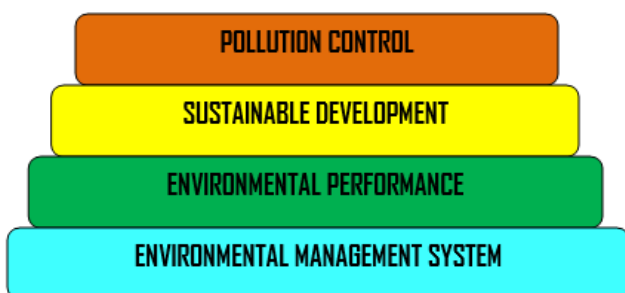 POLLUTION CONTROL
SUSTAINABLE DEVELOPMENT
ENVIRONMENTAL PERFORMANCE
ENVIRONMENTAL MANAGEMENT SYSTEM